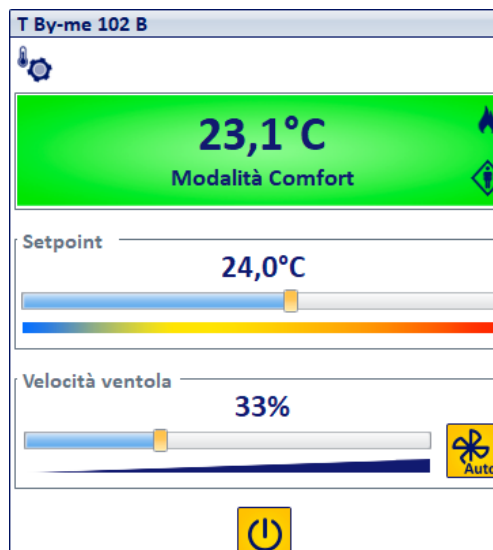 T By-me 102 B
23,1°C
Modalità Comfort
Setpoint
24,0°C
Velocità ventola
33%
Auto